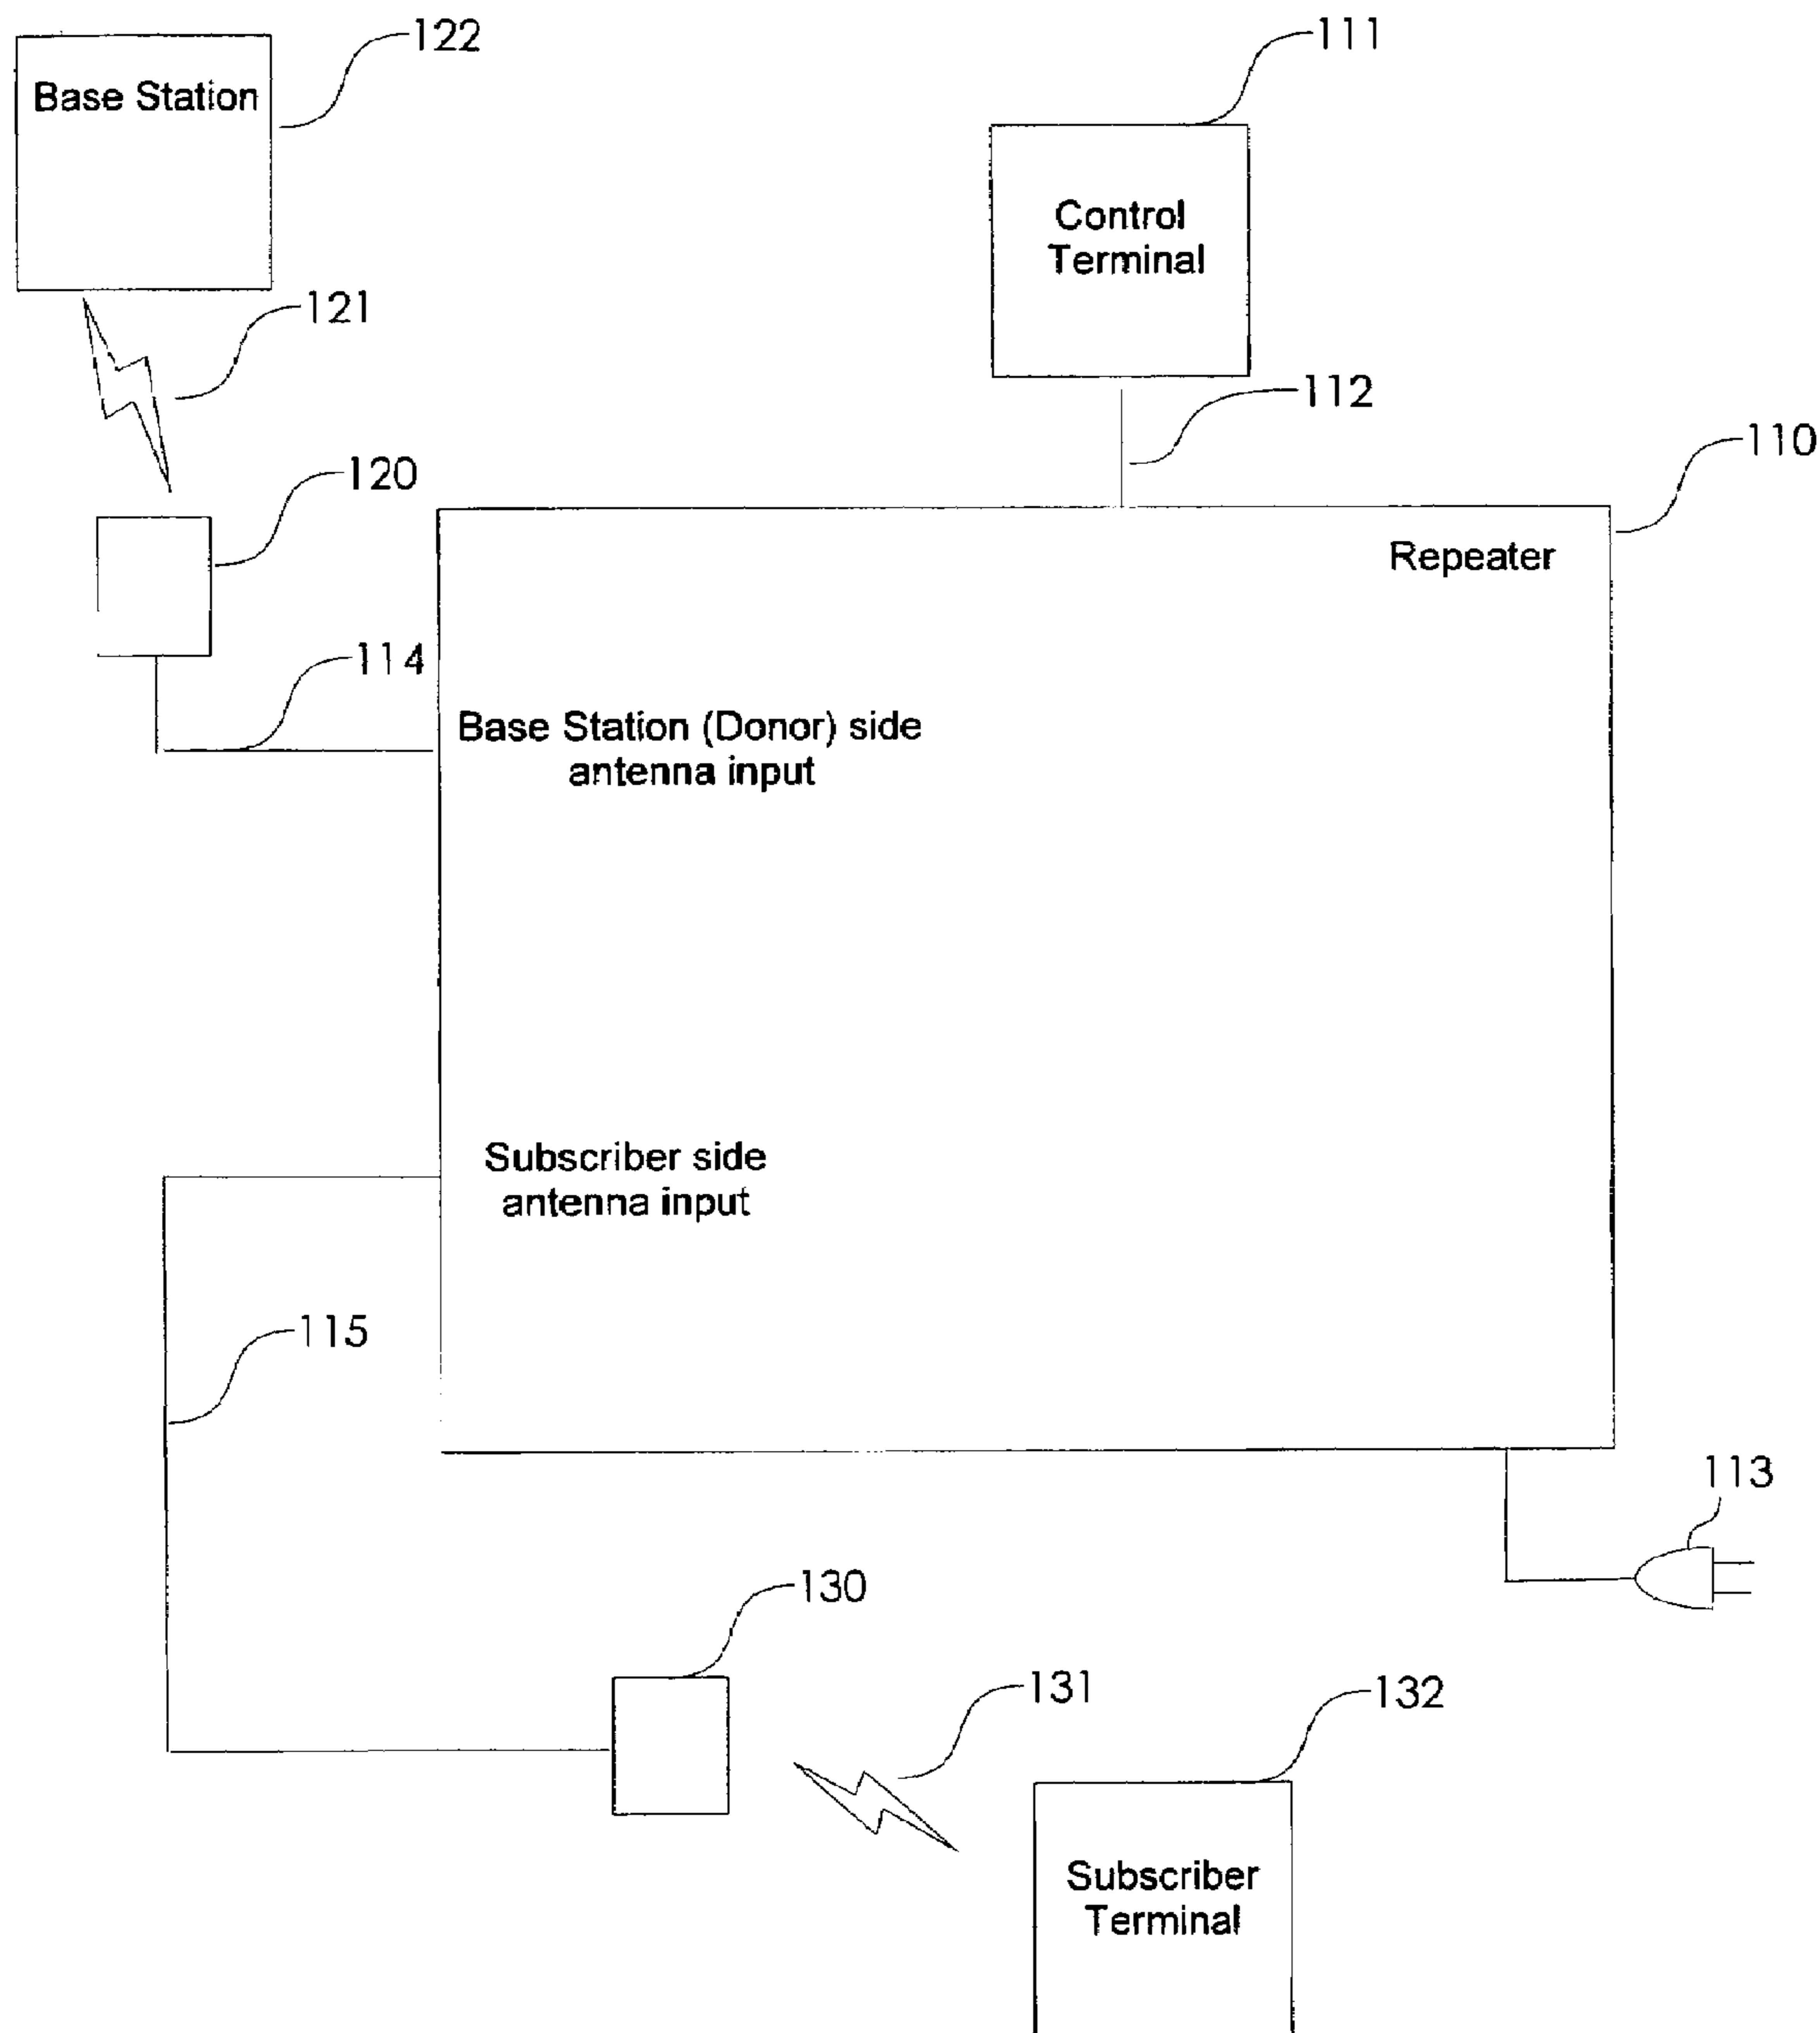 122
Base Station
111
Control
Terminal
121
112
110
120
Repeater
114
Base Station (Donor) side
antenna input
Subscriber side
antenna input
115
113
130
131
132
Subscriber
Terminal